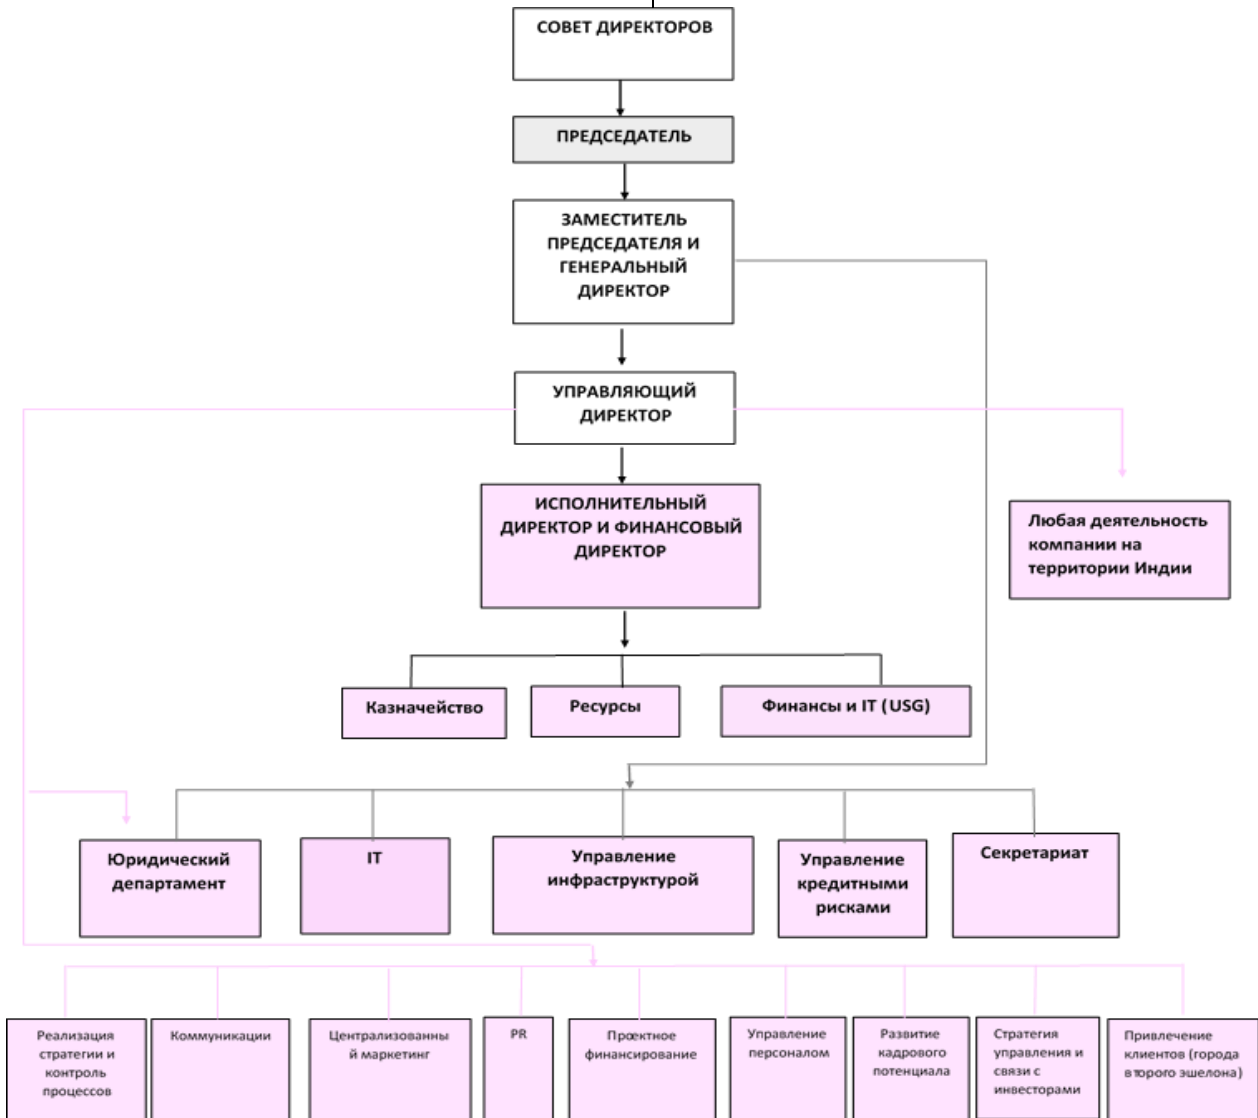 СОВЕТ ДИРЕКТОРОВ
ПРЕДСЕДАТЕЛЬ
ЗАМЕСТИТЕЛЬ
ПРЕДСЕДАТЕЛЯ И
ГЕНЕРАЛЬНЫЙ
ДИРЕКТОР
УПРАВЛЯЮЩИЙ
ДИРЕКТОР
ИСПОЛНИТЕЛЬНЫЙ
ДИРЕКТОР И ФИНАНСОВЫЙ
ДИРЕКТОР
Любая деятельность
компании на
территории Индии
Казначейство
Ресурсы
Финансы и IT (USG)
Юридический
департамент
IT
Управление
инфраструктурой
Управление
кредитными
рисками
Секретариат
Реализация
стратегии и
контроль
процессов
Коммуникации
Централизованны
й маркетинг
PR
Проектное
финансирование
Управление
персоналом
Развитие
кадрового
потенциала
Стратегия
управления и
связи с
инвесторами
Привлечение
клиентов (города
второго эшелона)